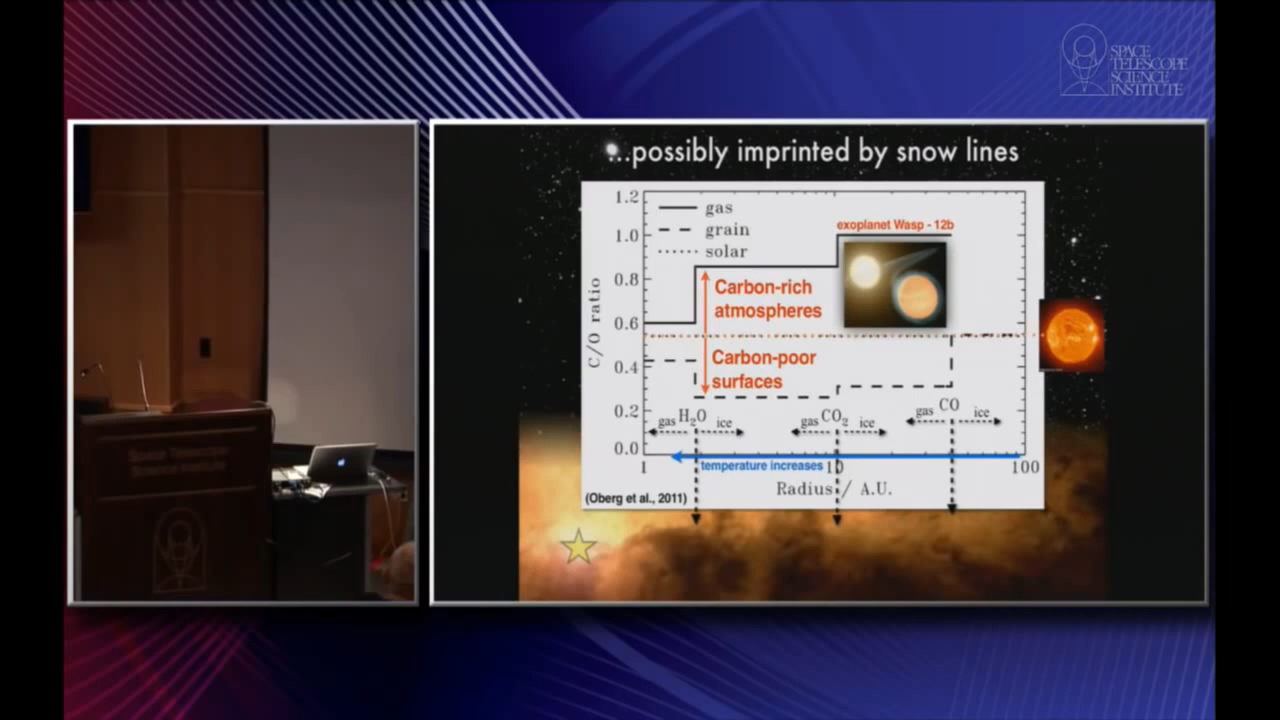 SPACE
TELESCOPE
SCIENCE
INSTITUTE
...possibly imprinted by snow lines
1.2
1.0
0.8
0.6
0.4
0.2
0.0
C/O ratio
gas
grain
solar
exoplanet Wasp - 12b
Carbon-rich
atmospheres
Carbon-poor
surfaces
gas H₂O ice
gas CO₂ ice
gas CO ice
temperature increases
1 10 100
Radius / A.U.
(Oberg et al., 2011)